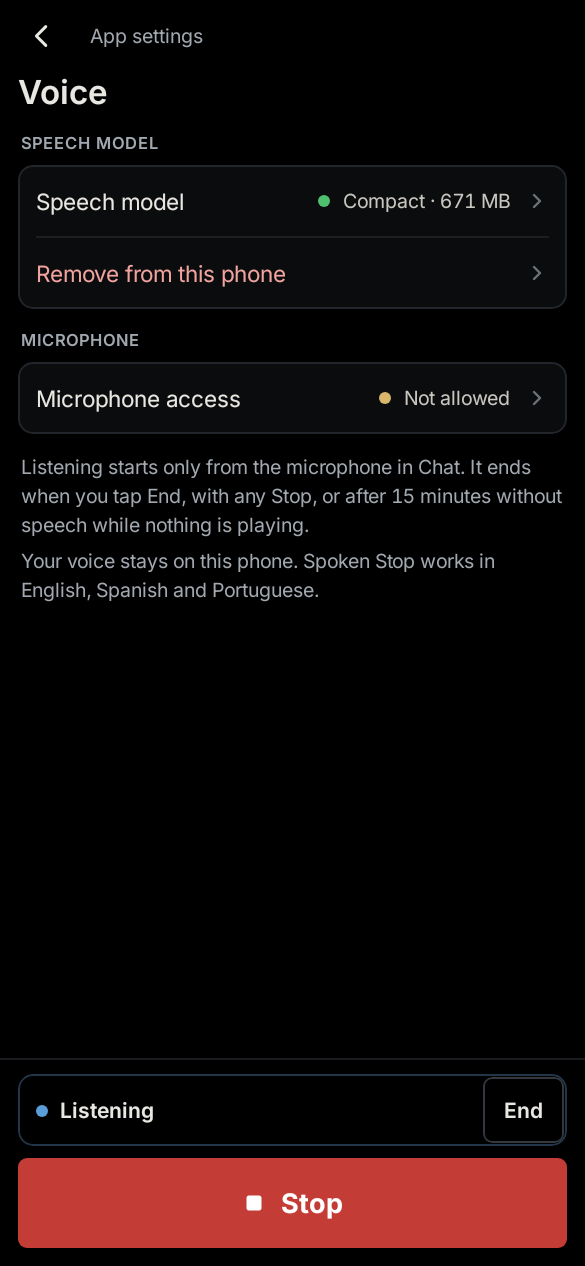 App settings
Voice
SPEECH MODEL
Speech model
Compact · 671 MB
Remove from this phone
MICROPHONE
Microphone access
Not allowed
Listening starts only from the microphone in Chat. It ends
when you tap End, with any Stop, or after 15 minutes without
speech while nothing is playing.
Your voice stays on this phone. Spoken Stop works in
English, Spanish and Portuguese.
Listening
End
Stop